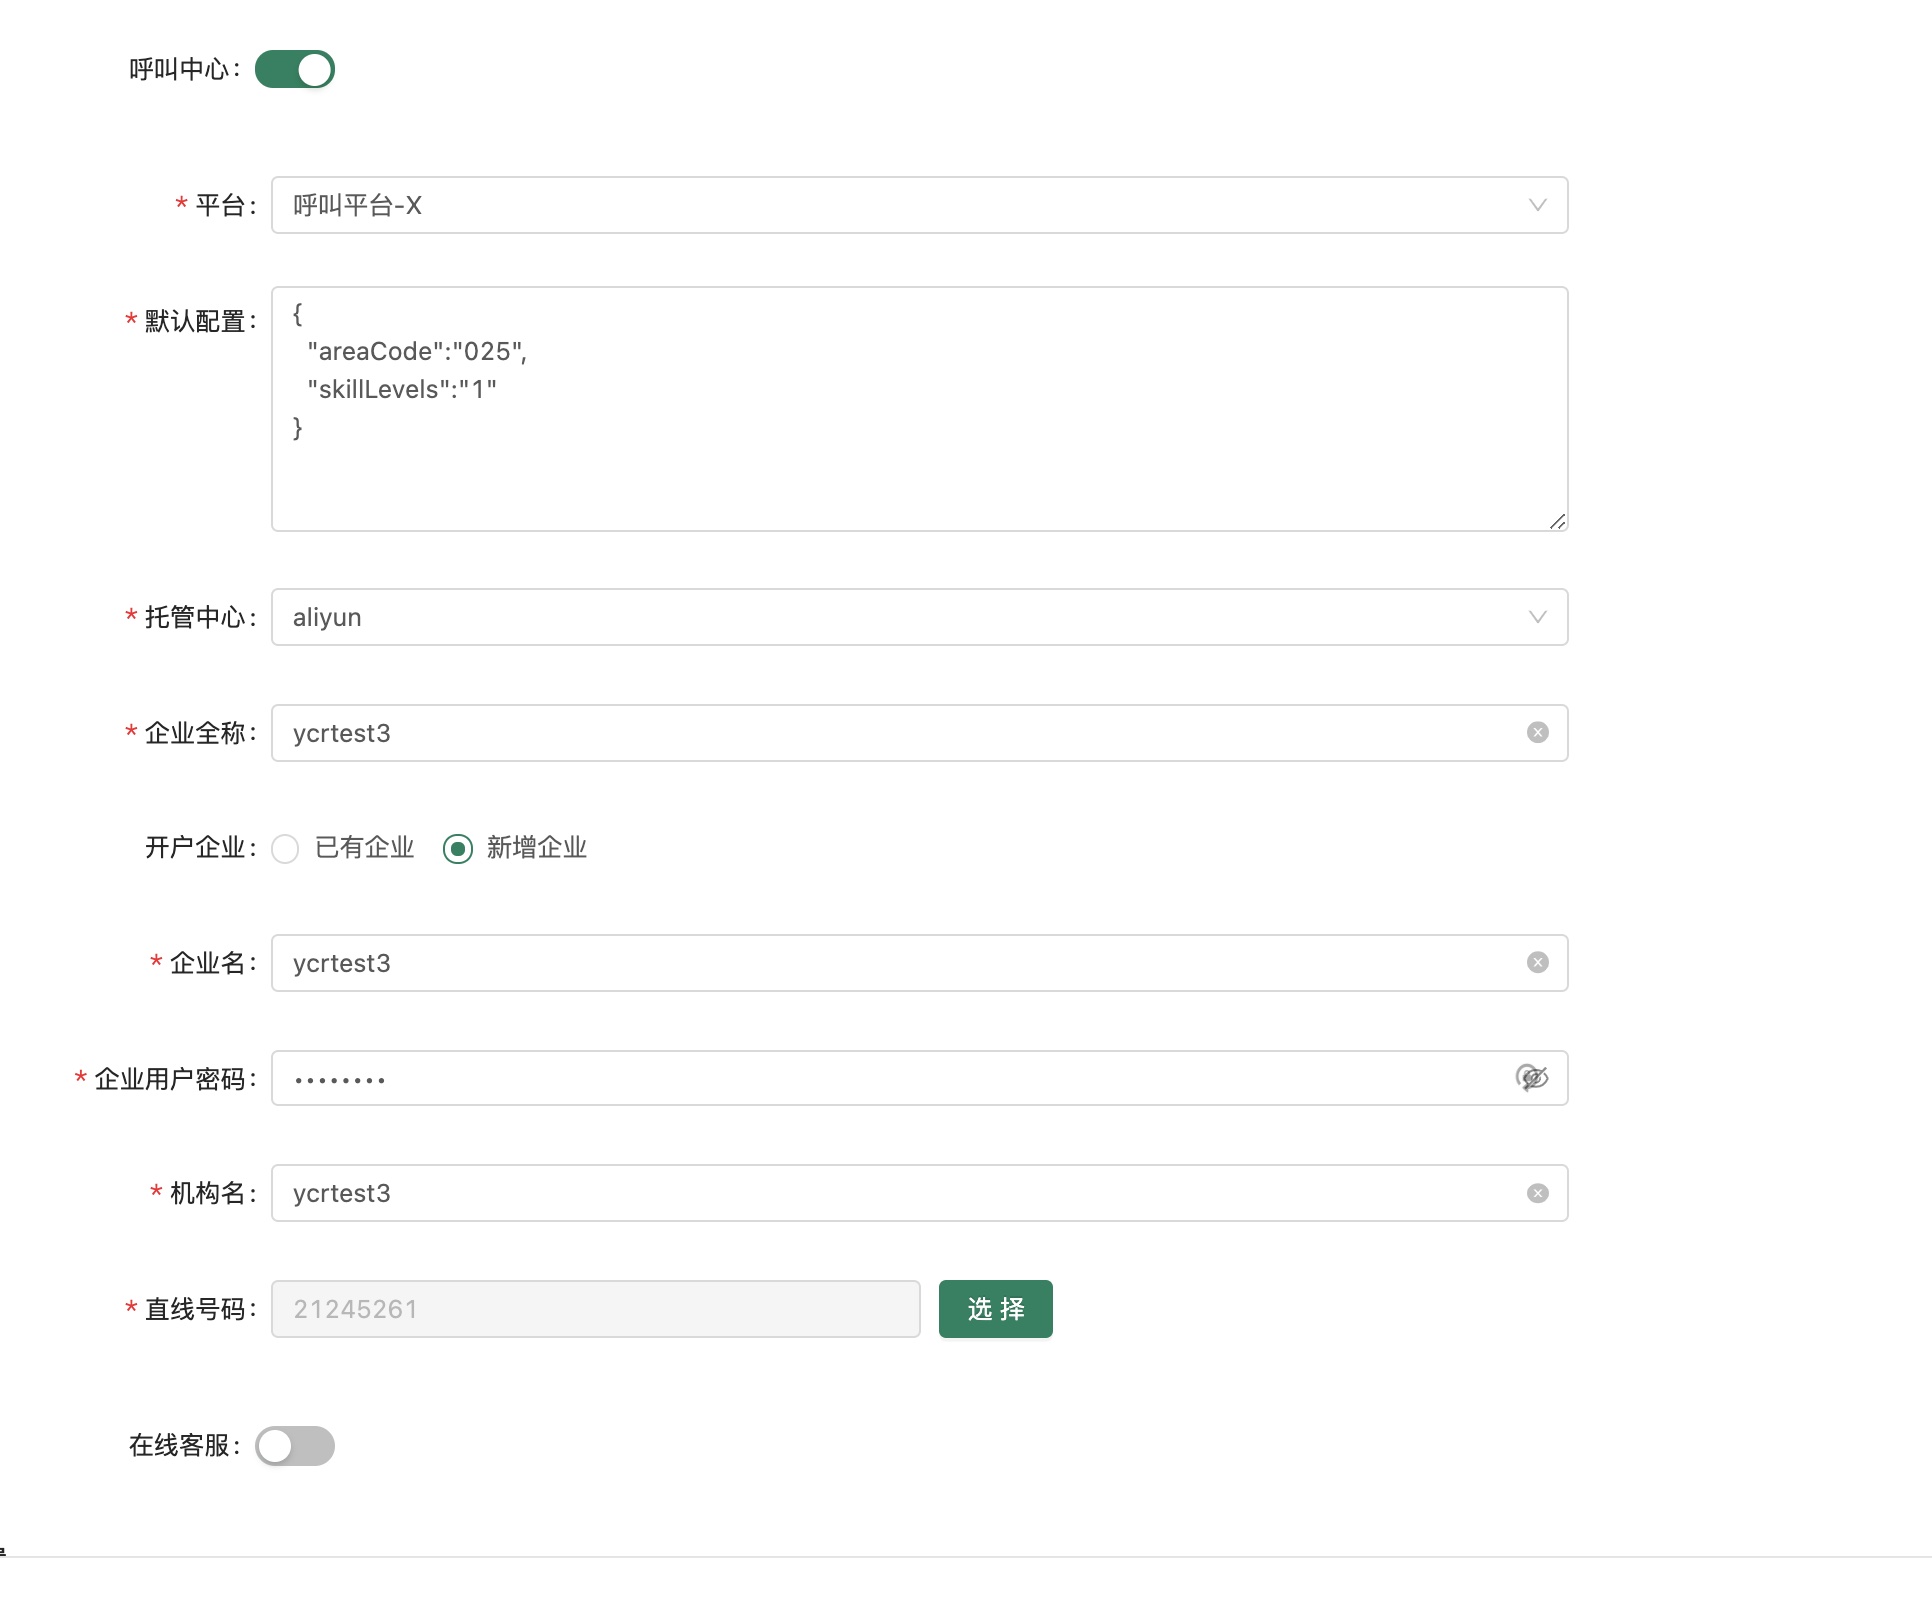 呼叫中心:
* 平台: 呼叫平台-X
* 默认配置: {
"areaCode":"025",
"skillLevels":"1"
}
* 托管中心: aliyun
* 企业全称: ycrtest3
开户企业: 已有企业 新增企业
* 企业名: ycrtest3
* 企业用户密码: ••••••••
* 机构名: ycrtest3
* 直线号码: 21245261 选 择
在线客服: